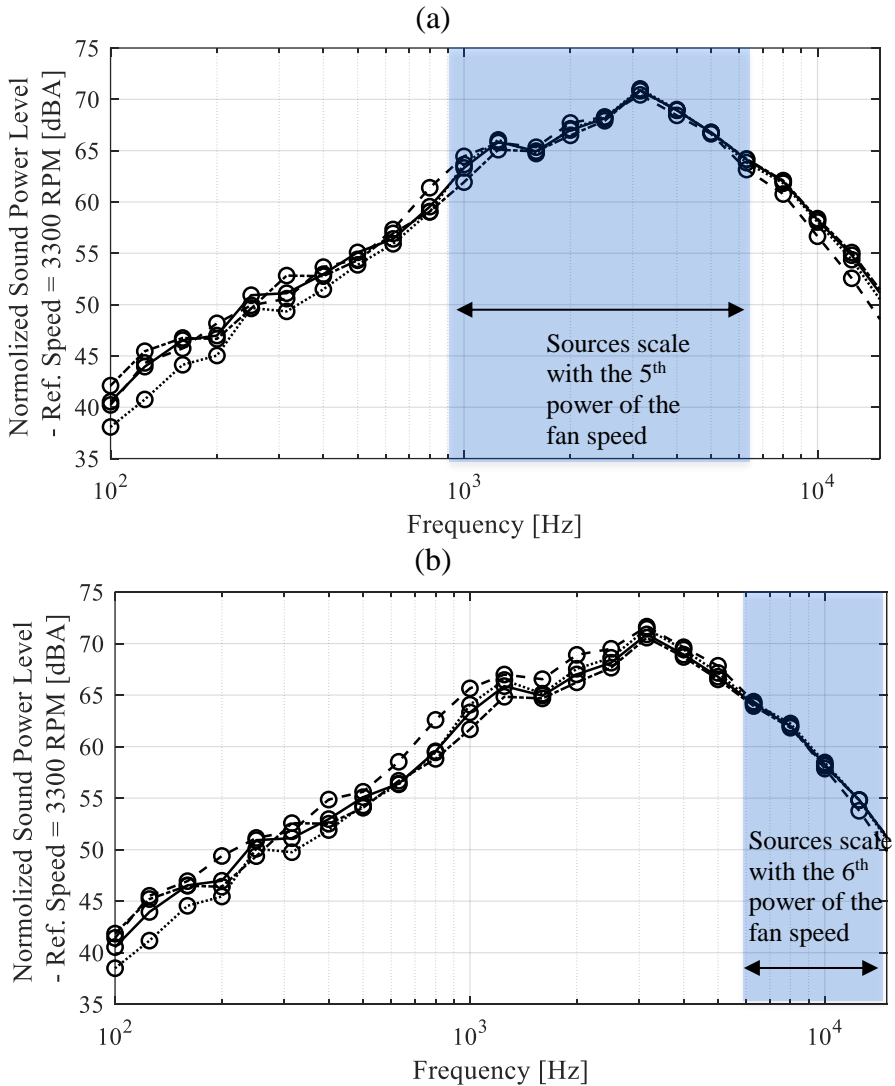 (a)
75
70
65
60
55
50
45
40
35
Normolized Sound Power Level
- Ref. Speed = 3300 RPM [dBA]
Sources scale
with the 5th
power of the
fan speed
10^2
10^3
10^4
Frequency [Hz]
(b)
75
70
65
60
55
50
45
40
35
Normolized Sound Power Level
- Ref. Speed = 3300 RPM [dBA]
Sources scale
with the 6th
power of the
fan speed
10^2
10^3
10^4
Frequency [Hz]